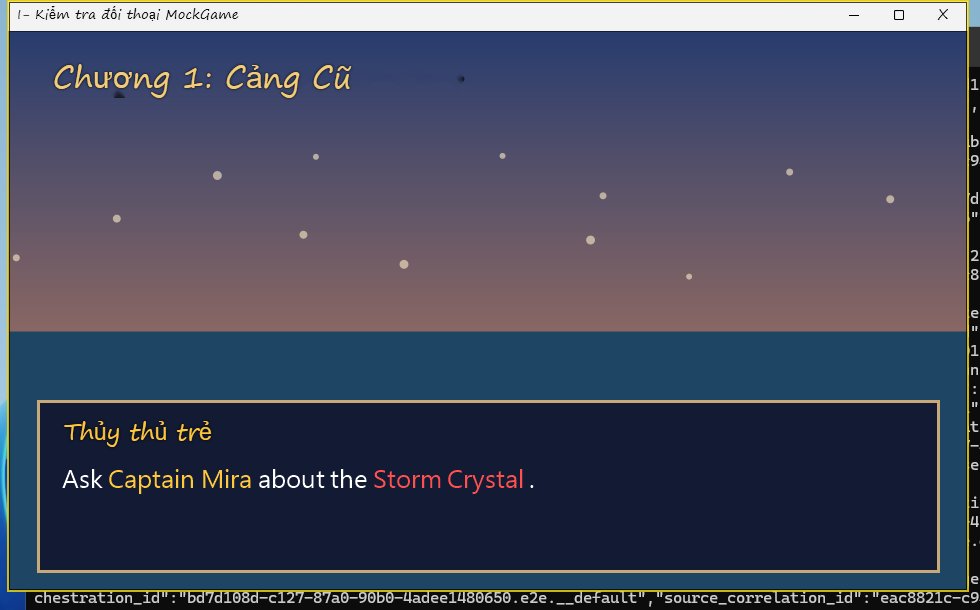 I- Kiểm tra đối thoại MockGame
Chương 1: Cảng Cũ
Thủy thủ trẻ
Ask Captain Mira about the Storm Crystal .
chestration_id":"bd7d108d-c127-87a0-90b0-4adee1480650.e2e.__default","source_correlation_id":"eac8821c-c